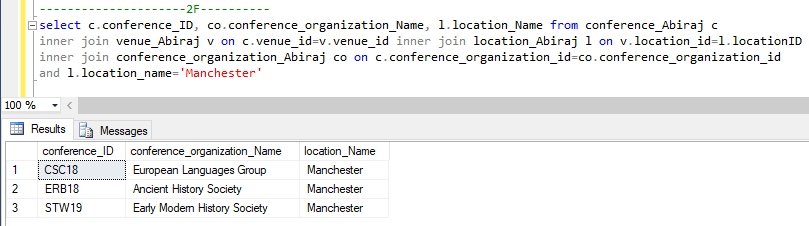 ---------------------2F----------
select c.conference_ID, co.conference_organization_Name, l.location_Name from conference_Abiraj c
inner join venue_Abiraj v on c.venue_id=v.venue_id inner join location_Abiraj l on v.location_id=l.locationID
inner join conference_organization_Abiraj co on c.conference_organization_id=co.conference_organization_id
and l.location_name='Manchester'
100 %
Results Messages
conference_ID conference_organization_Name location_Name
1 CSC18 European Languages Group Manchester
2 ERB18 Ancient History Society Manchester
3 STW19 Early Modern History Society Manchester